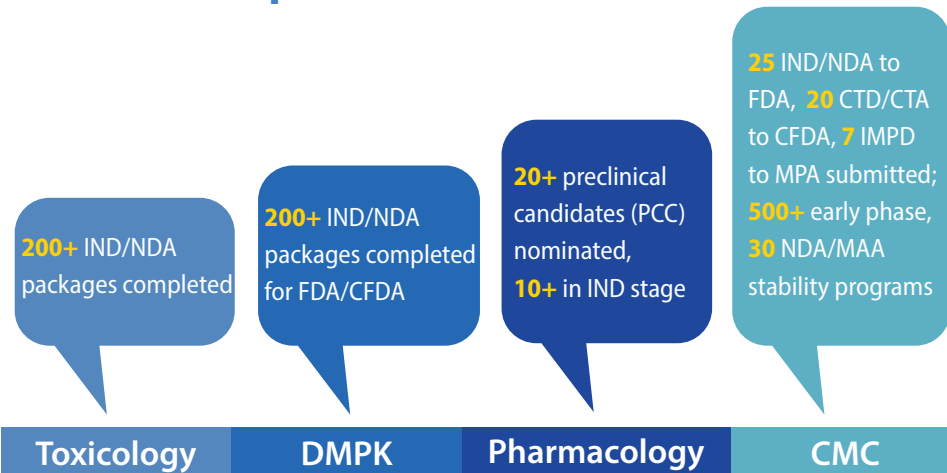 200+ IND/NDA
packages completed
200+ IND/NDA
packages completed
for FDA/CFDA
20+ preclinical
candidates (PCC)
nominated,
10+ in IND stage
25 IND/NDA to
FDA, 20 CTD/CTA
to CFDA, 7 IMPD
to MPA submitted;
500+ early phase,
30 NDA/MAA
stability programs
Toxicology
DMPK
Pharmacology
CMC